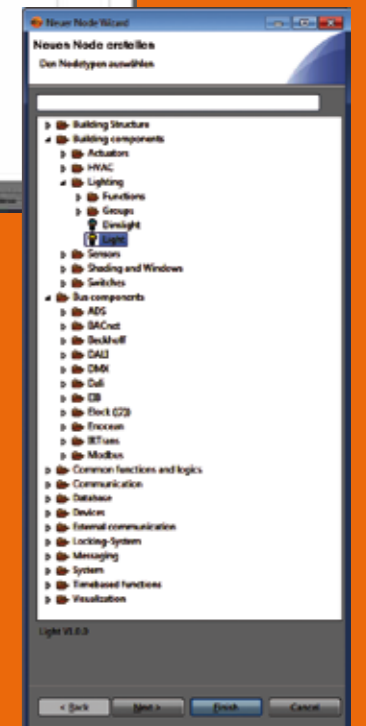 Neuer Node Wizard
Neuen Node erstellen
Den Nodetypen auswählen
Building Structure
Building components
Actuators
HVAC
Lighting
Functions
Groups
Dimlight
Light
Sensors
Shading and Windows
Switches
Bus components
ADS
BACnet
Beckhoff
DALI
DMX
Dali
EIB
Enocean
Modbus
Common functions and logics
Communication
Database
Devices
External communication
Locking-System
Messaging
System
Timebased functions
Visualization
Light V1.0.0
< Back
Next >
Finish
Cancel